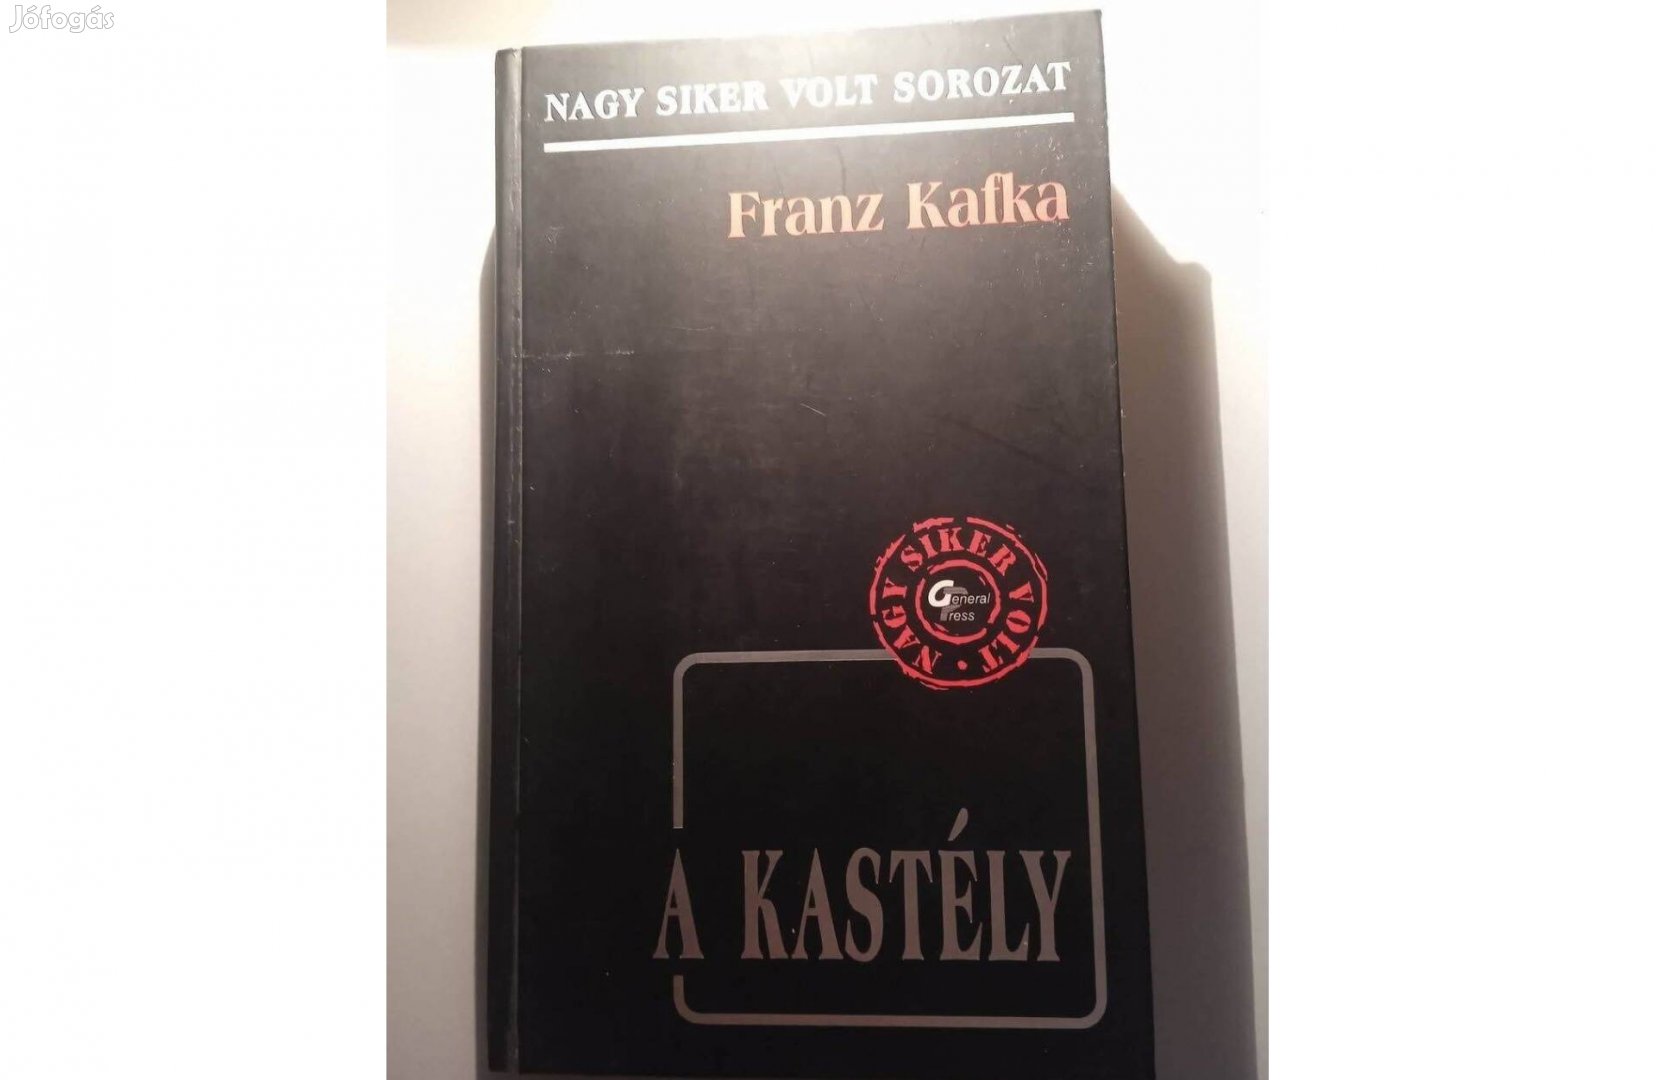 Jófogás
NAGY SIKER VOLT SOROZAT
Franz Kafka
NAGY SIKER VOLT •
General
Press
A KASTÉLY